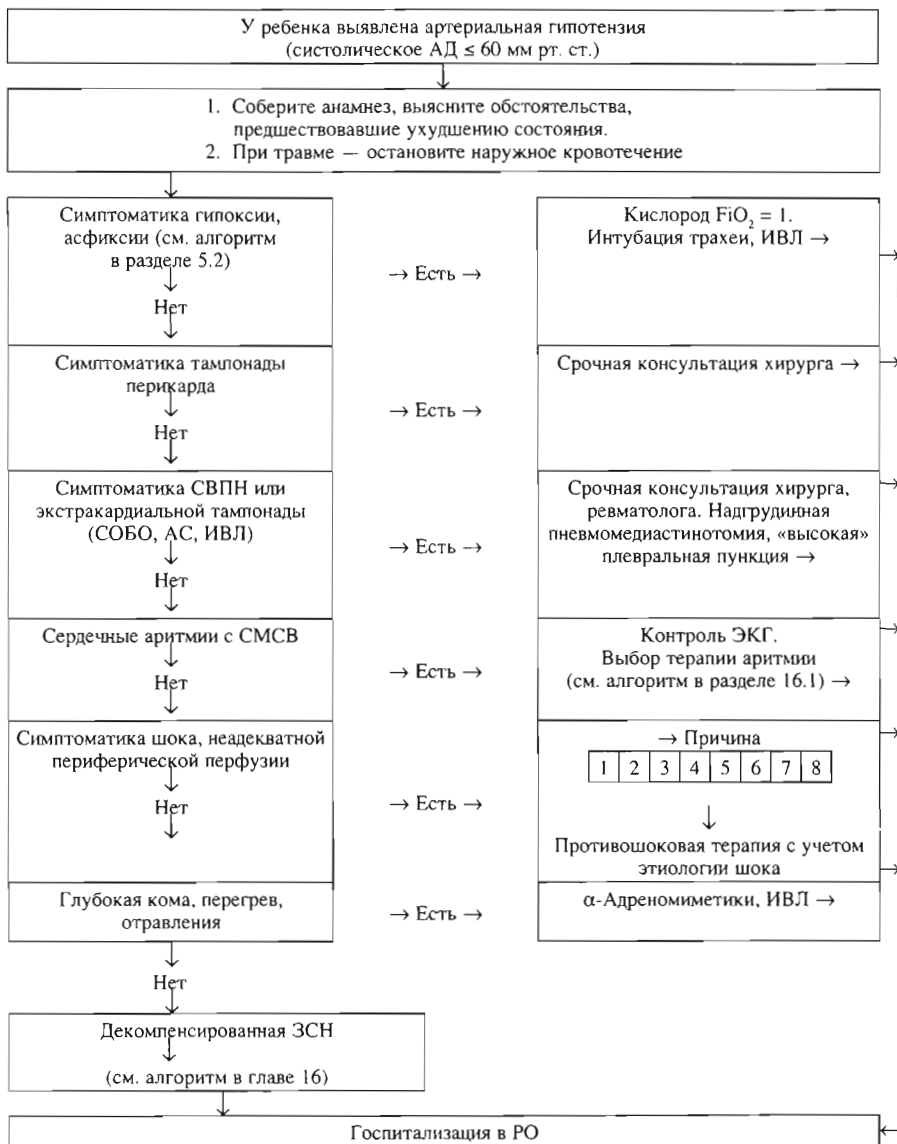 У ребенка выявлена артериальная гипотензия
(систолическое АД ≤ 60 мм рт. ст.)
1. Соберите анамнез, выясните обстоятельства,
предшествовавшие ухудшению состояния.
2. При травме — остановите наружное кровотечение
Симптоматика гипоксии,
асфиксии (см. алгоритм
в разделе 5.2)
Нет
→ Есть →
Кислород FiO₂ = 1.
Интубация трахеи, ИВЛ →
Симптоматика тампонады
перикарда
Нет
→ Есть →
Срочная консультация хирурга →
Симптоматика СВПН или
экстракардиальной тампонады
(СОБО, АС, ИВЛ)
Нет
→ Есть →
Срочная консультация хирурга,
ревматолога. Надгрудинная
пневмомедиастинотомия, «высокая»
плевральная пункция →
Сердечные аритмии с СМСВ
Нет
→ Есть →
Контроль ЭКГ.
Выбор терапии аритмии
(см. алгоритм в разделе 16.1) →
Симптоматика шока, неадекватной
периферической перфузии
Нет
→ Есть →
→ Причина
1 2 3 4 5 6 7 8
Противошоковая терапия с учетом
этиологии шока
Глубокая кома, перегрев,
отравления
→ Есть →
α-Адреномиметики, ИВЛ →
Нет
Декомпенсированная ЗСН
(см. алгоритм в главе 16)
Госпитализация в РО